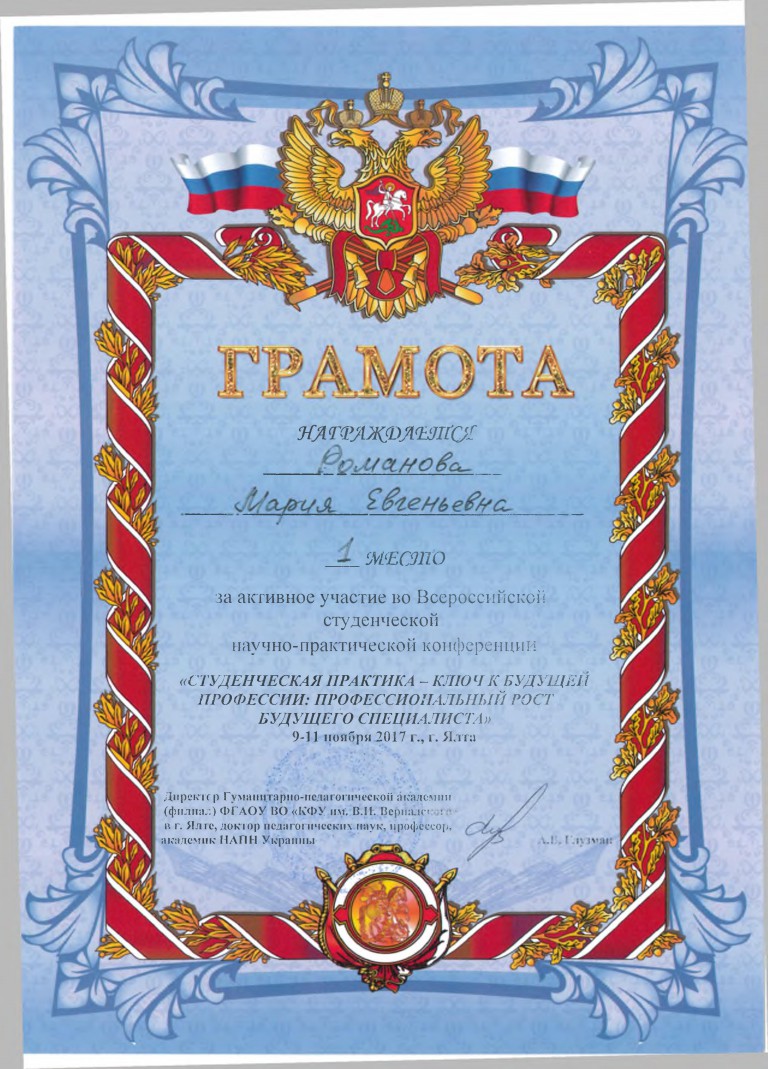 ГРАМОТА
НАГРАЖДАЕТСЯ
Романова
Мария Евгеньевна
1 МЕСТО
за активное участие во Всероссийской
студенческой
научно-практической конференции
«СТУДЕНЧЕСКАЯ ПРАКТИКА – КЛЮЧ К БУДУЩЕЙ
ПРОФЕССИИ: ПРОФЕССИОНАЛЬНЫЙ РОСТ
БУДУЩЕГО СПЕЦИАЛИСТА»
9-11 ноября 2017 г., г. Ялта
Директор Гуманитарно-педагогической академии
(филиал) ФГАОУ ВО «КФУ им. В.И. Вернадского»
в г. Ялте, доктор педагогических наук, профессор,
академик НАПН Украины
А.В. Глузман